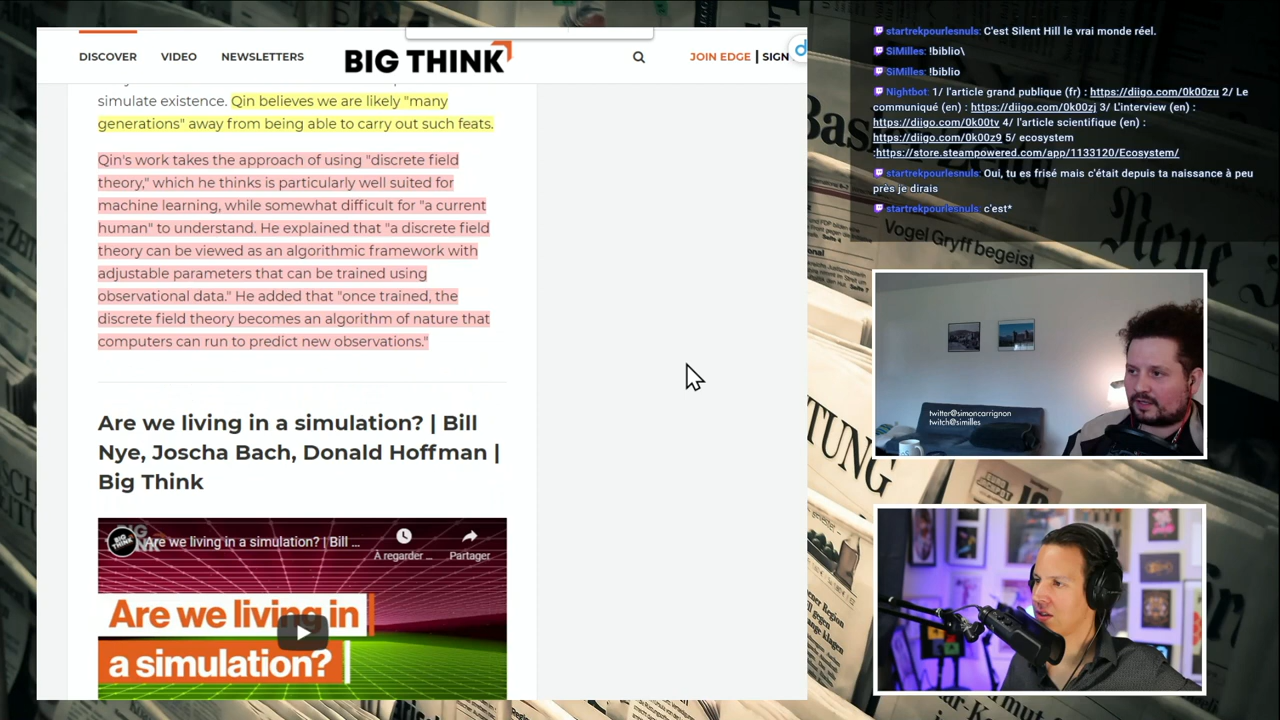 DISCOVER VIDEO NEWSLETTERS BIG THINK JOIN EDGE | SIGN
simulate existence. Qin believes we are likely "many
generations" away from being able to carry out such feats.
Qin's work takes the approach of using "discrete field
theory," which he thinks is particularly well suited for
machine learning, while somewhat difficult for "a current
human" to understand. He explained that "a discrete field
theory can be viewed as an algorithmic framework with
adjustable parameters that can be trained using
observational data." He added that "once trained, the
discrete field theory becomes an algorithm of nature that
computers can run to predict new observations."
Are we living in a simulation? | Bill
Nye, Joscha Bach, Donald Hoffman |
Big Think
BIG THINK
re we living in a simulation? | Bill ...
À regarder ...
Partager
Are we living in
a simulation?
startrekpourlesnuls: C'est Silent Hill le vrai monde réel.
SiMilles: !biblio\
SiMilles: !biblio
Nightbot: 1/ l'article grand publique (fr) : https://diigo.com/0k00zu 2/ Le
communiqué (en) : https://diigo.com/0k00zj 3/ L'interview (en) :
https://diigo.com/0k00tv 4/ l'article scientifique (en) :
https://diigo.com/0k00z9 5/ ecosystem
:https://store.steampowered.com/app/1133120/Ecosystem/
startrekpourlesnuls: Oui, tu es frisé mais c'était depuis ta naissance à peu
près je dirais
startrekpourlesnuls: c'est*
Vogel Gryff begeist
Neue
twitter@simoncarrignon
twitch@similles
TUNG